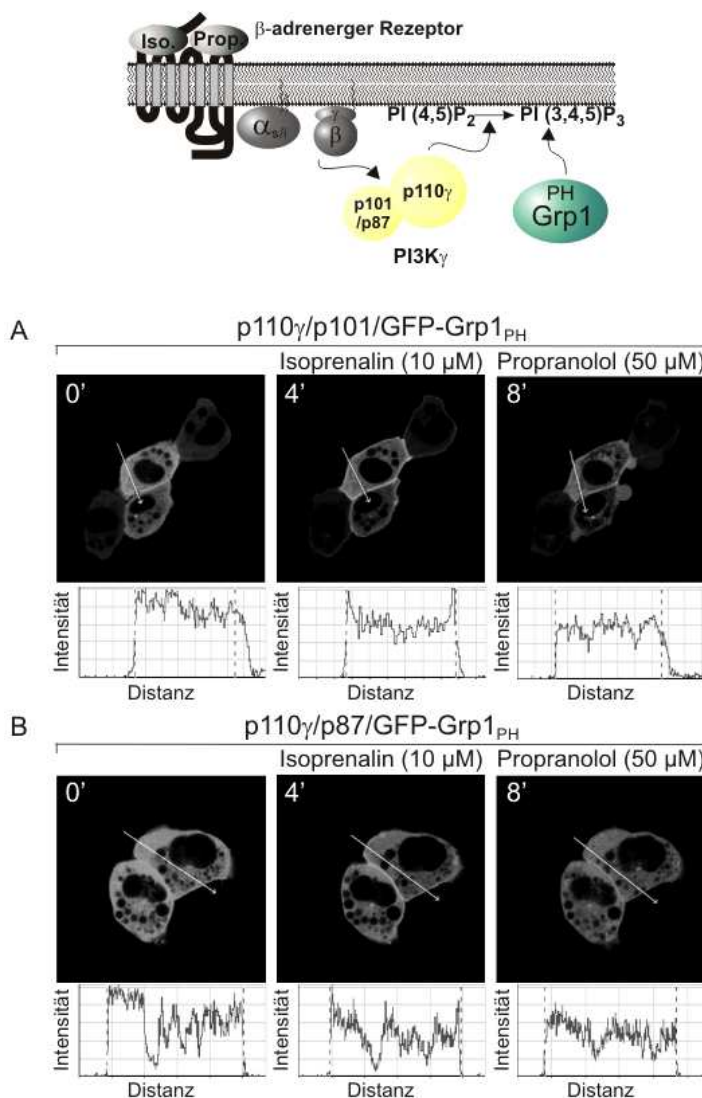 β-adrenerger Rezeptor
Iso. Prop.
α s/i γ β PI (4,5)P2 PI (3,4,5)P3
p101 /p87 p110γ PH Grp1
PI3Kγ
A p110γ/p101/GFP-Grp1PH
Isoprenalin (10 µM) Propranolol (50 µM)
0’ 4’ 8’
Intensität Intensität Intensität
Distanz Distanz Distanz
B p110γ/p87/GFP-Grp1PH
Isoprenalin (10 µM) Propranolol (50 µM)
0’ 4’ 8’
Intensität Intensität Intensität
Distanz Distanz Distanz